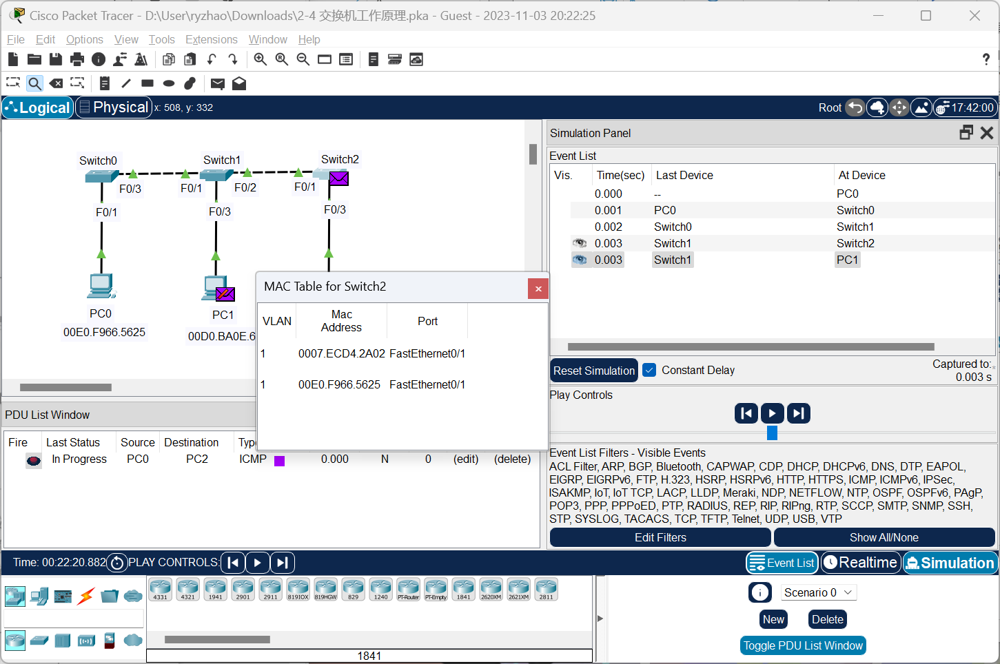 Cisco Packet Tracer - D:\User\ryzhao\Downloads\2-4 交换机工作原理.pka - Guest - 2023-11-03 20:22:25
File Edit Options View Tools Extensions Window Help
Logical Physical x: 508, y: 332 Root 17:42:00
Switch0 Switch1 Switch2
F0/3 F0/1 F0/2 F0/1
F0/1 F0/3 F0/3
PC0 PC1
00E0.F966.5625 00D0.BA0E.6
MAC Table for Switch2
VLAN Mac Address Port
1 0007.ECD4.2A02 FastEthernet0/1
1 00E0.F966.5625 FastEthernet0/1
Simulation Panel
Event List
Vis. Time(sec) Last Device At Device
0.000 -- PC0
0.001 PC0 Switch0
0.002 Switch0 Switch1
0.003 Switch1 Switch2
0.003 Switch1 PC1
Reset Simulation Constant Delay Captured to:
0.003 s
Play Controls
Event List Filters - Visible Events
ACL Filter, ARP, BGP, Bluetooth, CAPWAP, CDP, DHCP, DHCPv6, DNS, DTP, EAPOL,
EIGRP, EIGRPv6, FTP, H.323, HSRP, HSRPv6, HTTP, HTTPS, ICMP, ICMPv6, IPSec,
ISAKMP, IoT, IoT TCP, LACP, LLDP, Meraki, NDP, NETFLOW, NTP, OSPF, OSPFv6, PAgP,
POP3, PPP, PPPoED, PTP, RADIUS, REP, RIP, RIPng, RTP, SCCP, SMTP, SNMP, SSH,
STP, SYSLOG, TACACS, TCP, TFTP, Telnet, UDP, USB, VTP
Edit Filters Show All/None
PDU List Window
Fire Last Status Source Destination Typ
In Progress PC0 PC2 ICMP 0.000 N 0 (edit) (delete)
Time: 00:22:20.882 PLAY CONTROLS: Event List Realtime Simulation
4331 4321 1941 2901 2911 819IOX 819HGW 829 1240 PT-Router PT-Empty 1841 2620XM 2621XM 2811
1841
Scenario 0
New Delete
Toggle PDU List Window